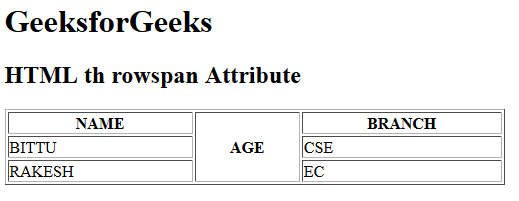 GeeksforGeeks
HTML th rowspan Attribute
NAME AGE BRANCH
BITTU CSE
RAKESH EC